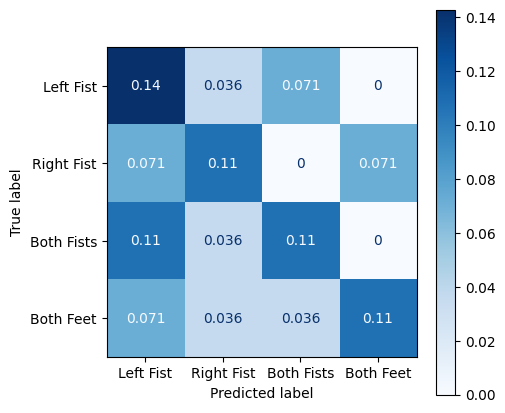 0.14
Left Fist 0.14 0.036 0.071 0
0.12
0.10
Right Fist 0.071 0.11 0 0.071
0.08
True label
0.06
Both Fists 0.11 0.036 0.11 0
0.04
Both Feet 0.071 0.036 0.036 0.11
0.02
0.00
Left Fist Right Fist Both Fists Both Feet
Predicted label